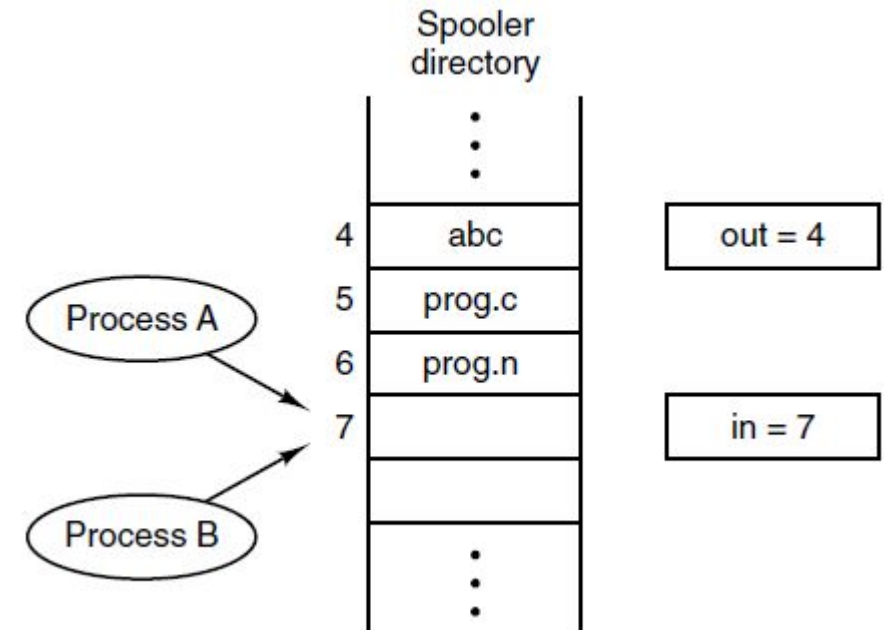 Spooler
directory
4 abc out = 4
5 prog.c
Process A
6 prog.n
7 in = 7
Process B